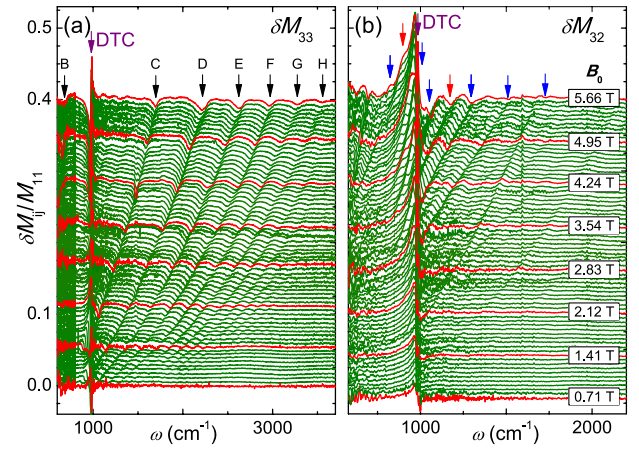 (a) DTC δM33
B C D E F G H
(b) DTC δM32
B0
5.66 T
4.95 T
4.24 T
3.54 T
2.83 T
2.12 T
1.41 T
0.71 T
0.5
0.4
0.1
0.0
δMij/M11
1000 3000
ω (cm-1)
1000 2000
ω (cm-1)